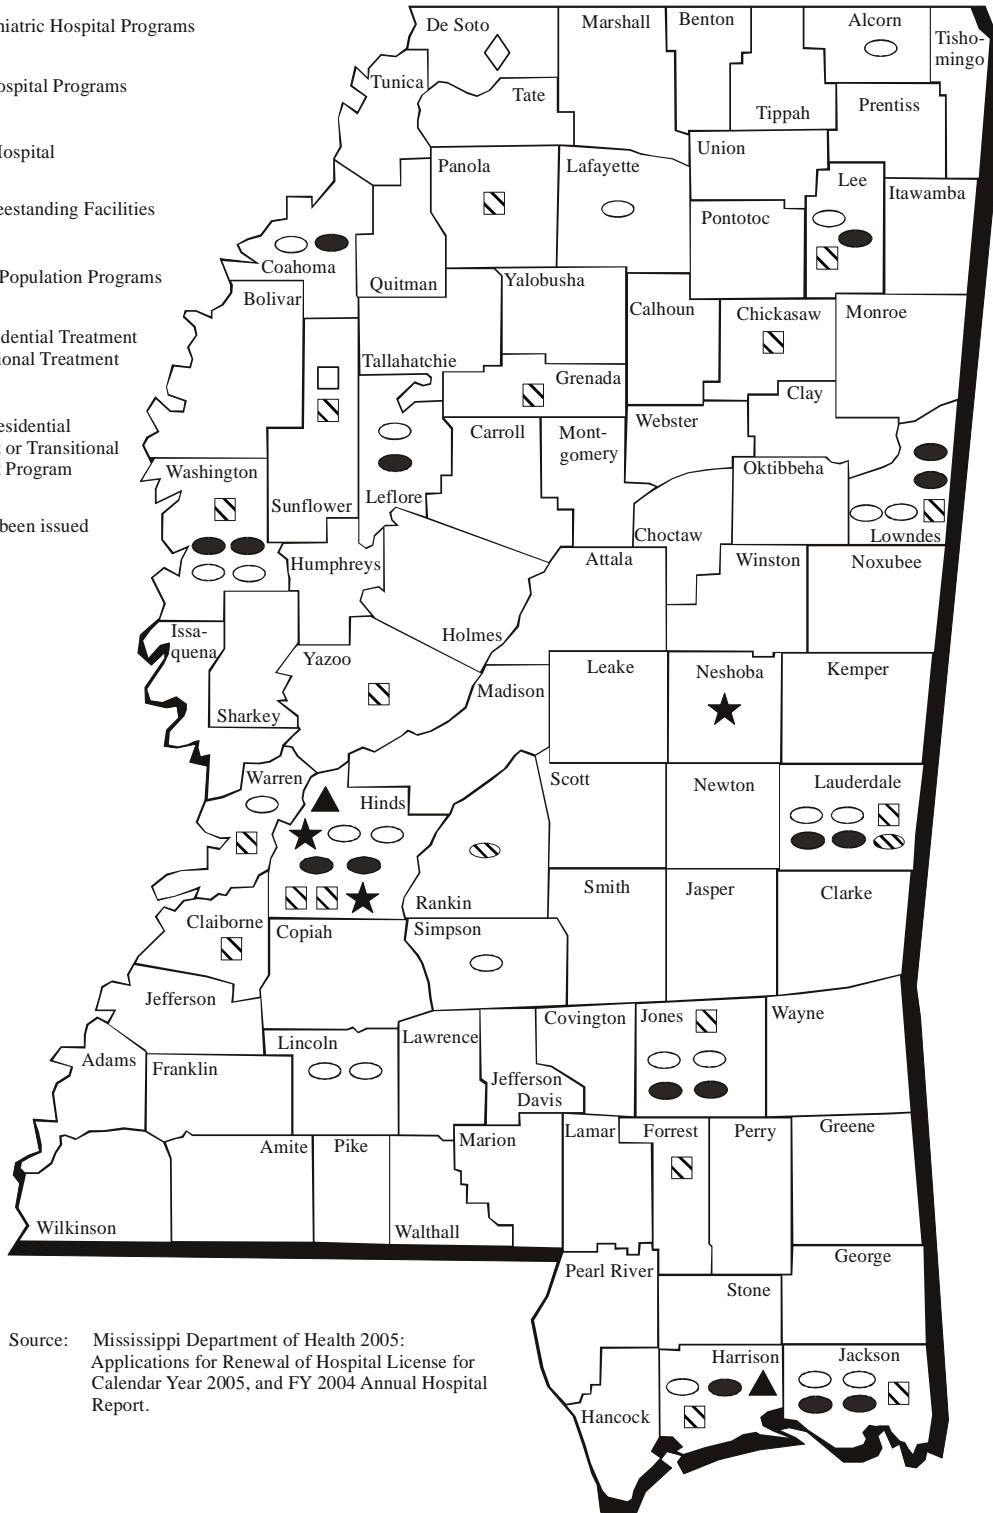 niatric Hospital Programs
ospital Programs
Hospital
eestanding Facilities
Population Programs
idential Treatment
ional Treatment
esidential
t or Transitional
t Program
been issued
De Soto
Marshall
Benton
Alcorn
Tisho-
mingo
Tunica
Tate
Tippah
Prentiss
Union
Panola
Lafayette
Lee
Itawamba
Pontotoc
Coahoma
Quitman
Yalobusha
Bolivar
Calhoun
Chickasaw
Monroe
Tallahatchie
Grenada
Clay
Carroll
Mont-
gomery
Webster
Washington
Oktibbeha
Sunflower
Leflore
Choctaw
Lowndes
Humphreys
Attala
Winston
Noxubee
Issa-
quena
Holmes
Yazoo
Leake
Neshoba
Kemper
Madison
Sharkey
Warren
Hinds
Scott
Newton
Lauderdale
Rankin
Smith
Jasper
Clarke
Claiborne
Copiah
Simpson
Jefferson
Covington
Jones
Wayne
Lincoln
Lawrence
Adams
Franklin
Jefferson
Davis
Amite
Pike
Marion
Lamar
Forrest
Perry
Greene
Wilkinson
Walthall
George
Pearl River
Stone
Harrison
Jackson
Hancock
Source: Mississippi Department of Health 2005:
Applications for Renewal of Hospital License for
Calendar Year 2005, and FY 2004 Annual Hospital
Report.